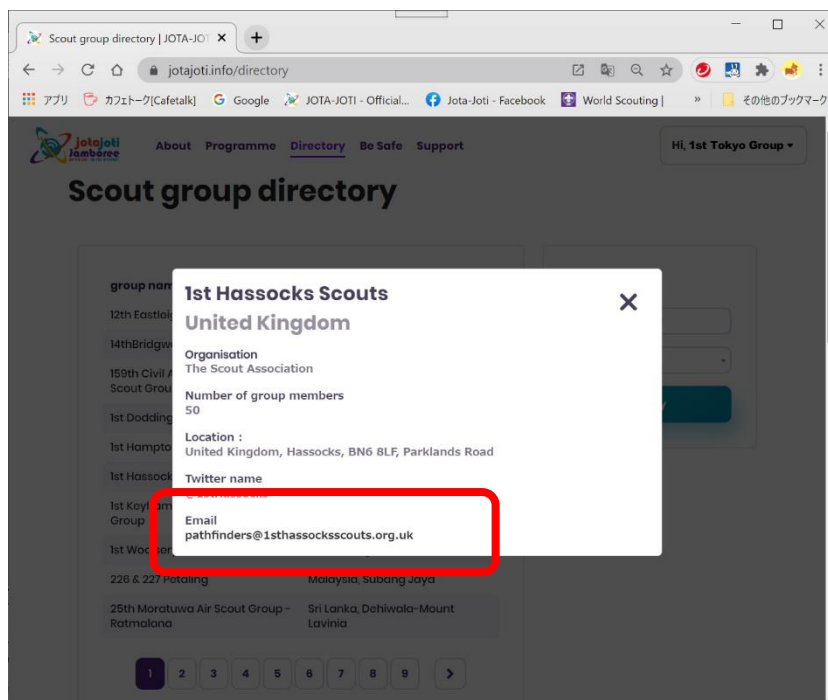 Scout group directory | JOTA-JOT
jotajoti.info/directory
アプリ カフェトーク[Cafetalk] Google JOTA-JOTI - Official... Jota-Joti - Facebook World Scouting | » その他のブックマーク
jotajoti
Jamboree
About Programme Directory Be Safe Support Hi, 1st Tokyo Group
Scout group directory
group nam
12th Eastleig
14thBridgw
159th Civil A
Scout Grou
1st Dodding
1st Hampto
1st Hassock
1st Keyham
Group
1st Hassocks Scouts
United Kingdom
Organisation
The Scout Association
Number of group members
50
Location :
United Kingdom, Hassocks, BN6 8LF, Parklands Road
Twitter name
Email
pathfinders@1sthassocksscouts.org.uk
226 & 227 Petaling Malaysia, Subang Jaya
25th Moratuwa Air Scout Group - Sri Lanka, Dehiwala-Mount
Ratmalana Lavinia
1 2 3 4 5 6 7 8 9 >